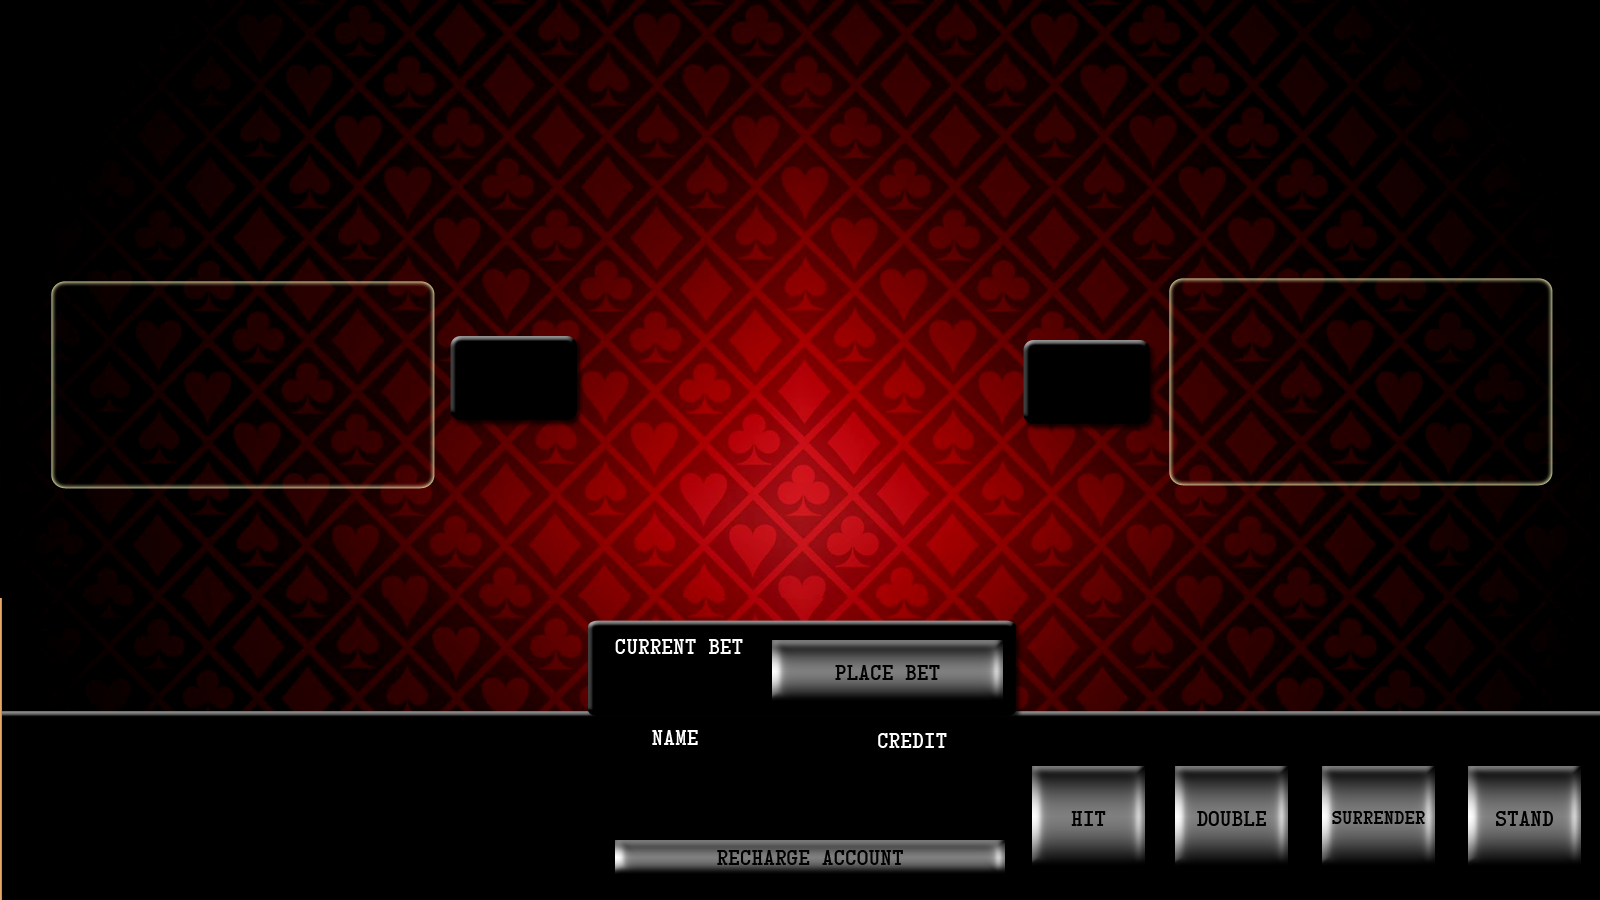 CURRENT BET
PLACE BET
NAME
CREDIT
HIT
DOUBLE
SURRENDER
STAND
RECHARGE ACCOUNT